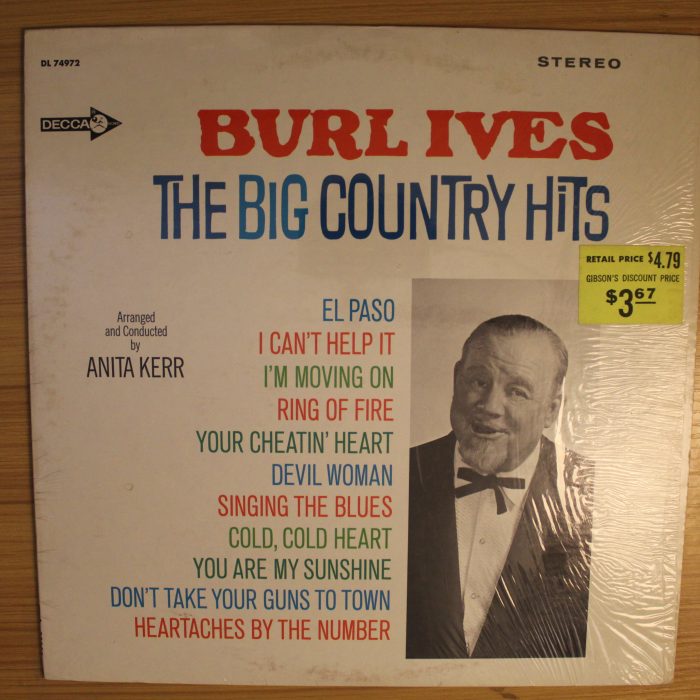 DL 74972
STEREO
DECCA
BURL IVES
THE BIG COUNTRY HiTS
RETAIL PRICE $4.79
GIBSON'S DISCOUNT PRICE
$3.67
Arranged
and Conducted
by
ANITA KERR
EL PASO
I CAN'T HELP IT
I'M MOVING ON
RING OF FIRE
YOUR CHEATIN' HEART
DEVIL WOMAN
SINGING THE BLUES
COLD, COLD HEART
YOU ARE MY SUNSHINE
DON'T TAKE YOUR GUNS TO TOWN
HEARTACHES BY THE NUMBER